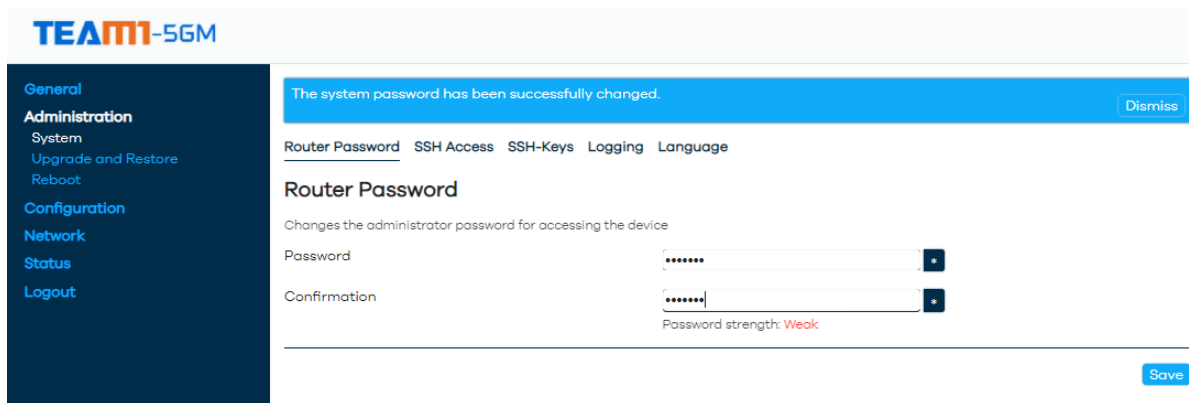 TEAM1-5GM
The system password has been successfully changed.
Dismiss
General
Administration
System
Upgrade and Restore
Reboot
Configuration
Network
Status
Logout
Router Password SSH Access SSH-Keys Logging Language
Router Password
Changes the administrator password for accessing the device
Password
••••••• *
Confirmation
••••••• *
Password strength: Weak
Save